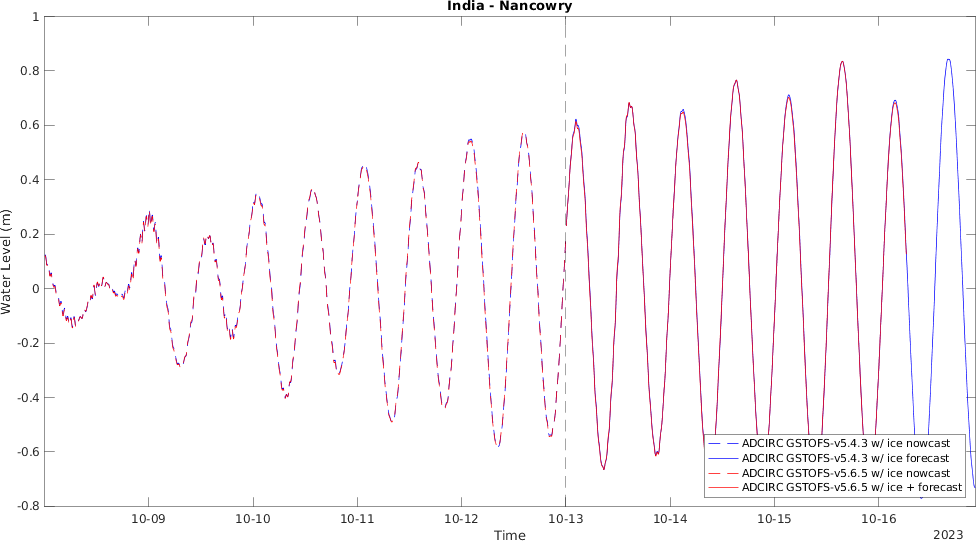 India - Nancowry
1
0.8
0.6
0.4
0.2
0
-0.2
-0.4
-0.6
-0.8
Water Level (m)
10-09 10-10 10-11 10-12 10-13 10-14 10-15 10-16
Time
2023
ADCIRC GSTOFS-v5.4.3 w/ ice nowcast
ADCIRC GSTOFS-v5.4.3 w/ ice forecast
ADCIRC GSTOFS-v5.6.5 w/ ice nowcast
ADCIRC GSTOFS-v5.6.5 w/ ice + forecast